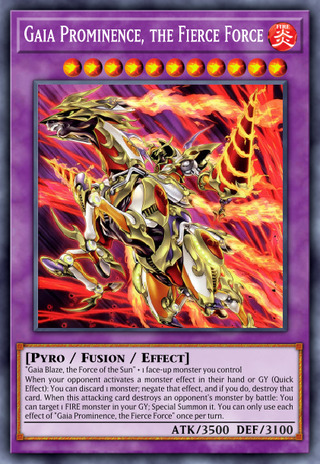 Gaia Prominence, the Fierce Force
FIRE
炎
[Pyro / Fusion / Effect]
"Gaia Blaze, the Force of the Sun" + 1 face-up monster you control
When your opponent activates a monster effect in their hand or GY (Quick
Effect): You can discard 1 monster; negate that effect, and if you do, destroy that
card. When this attacking card destroys an opponent's monster by battle: You
can target 1 FIRE monster in your GY; Special Summon it. You can only use each
effect of "Gaia Prominence, the Fierce Force" once per turn.
ATK/3500 DEF/3100